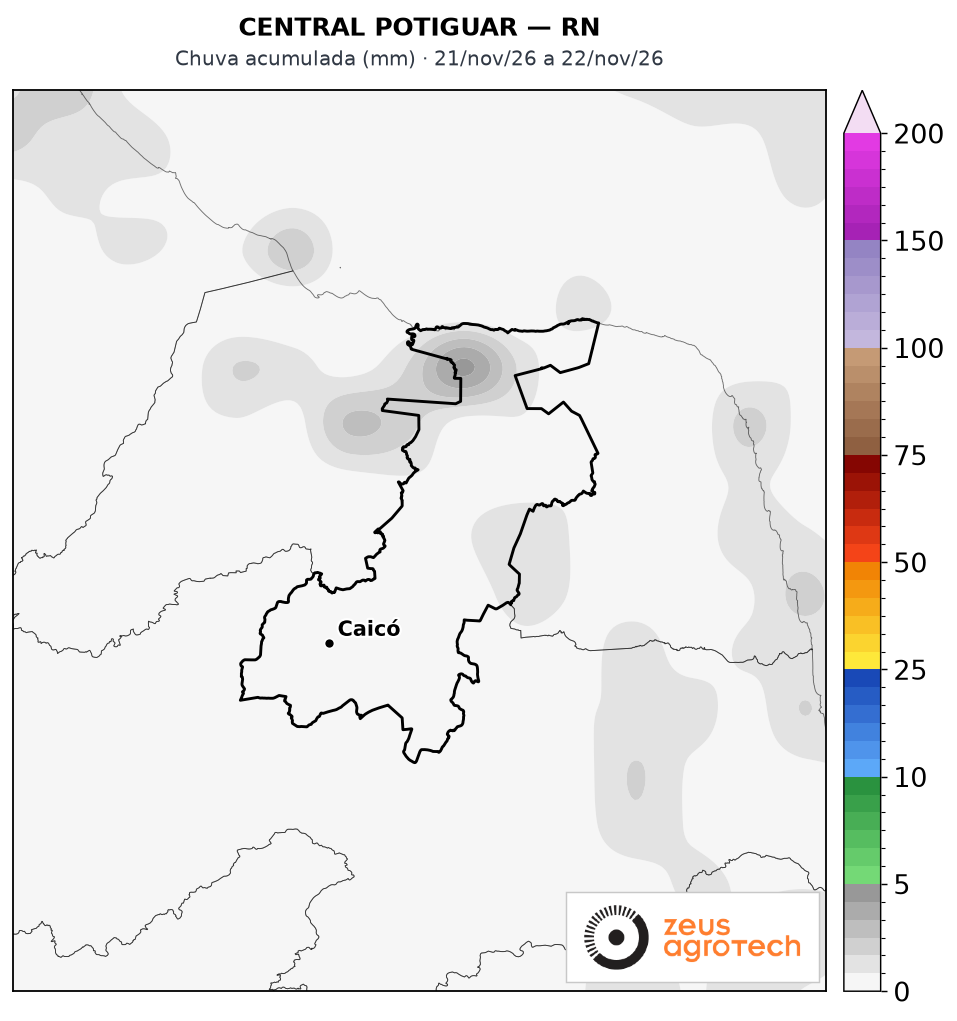 CENTRAL POTIGUAR — RN
Chuva acumulada (mm) · 21/nov/26 a 22/nov/26
200
150
100
75
50
25
10
5
0
Caicó
zeus
agrotech